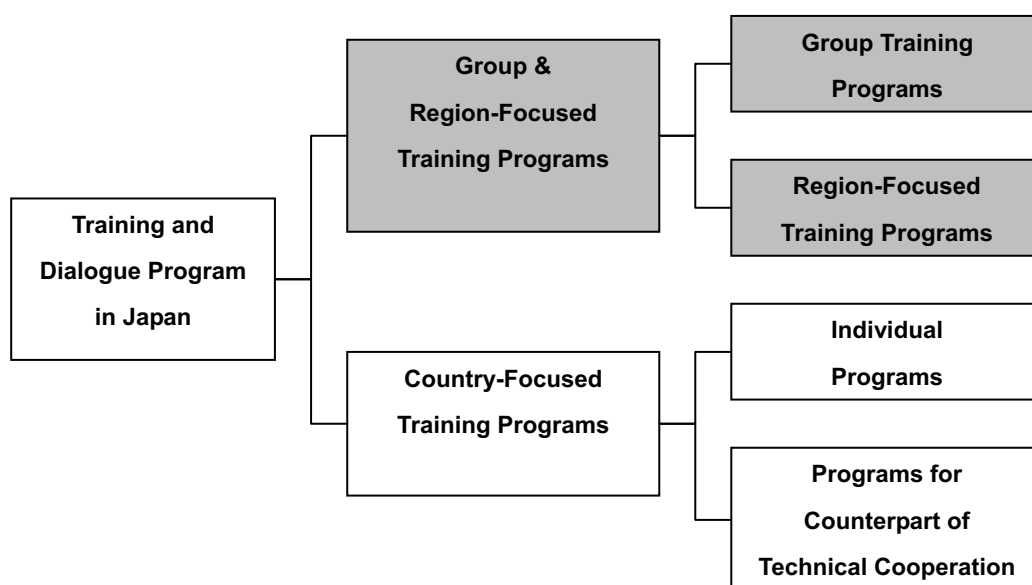 Training and
Dialogue Program
in Japan
Group &
Region-Focused
Training Programs
Group Training
Programs
Region-Focused
Training Programs
Country-Focused
Training Programs
Individual
Programs
Programs for
Counterpart of
Technical Cooperation